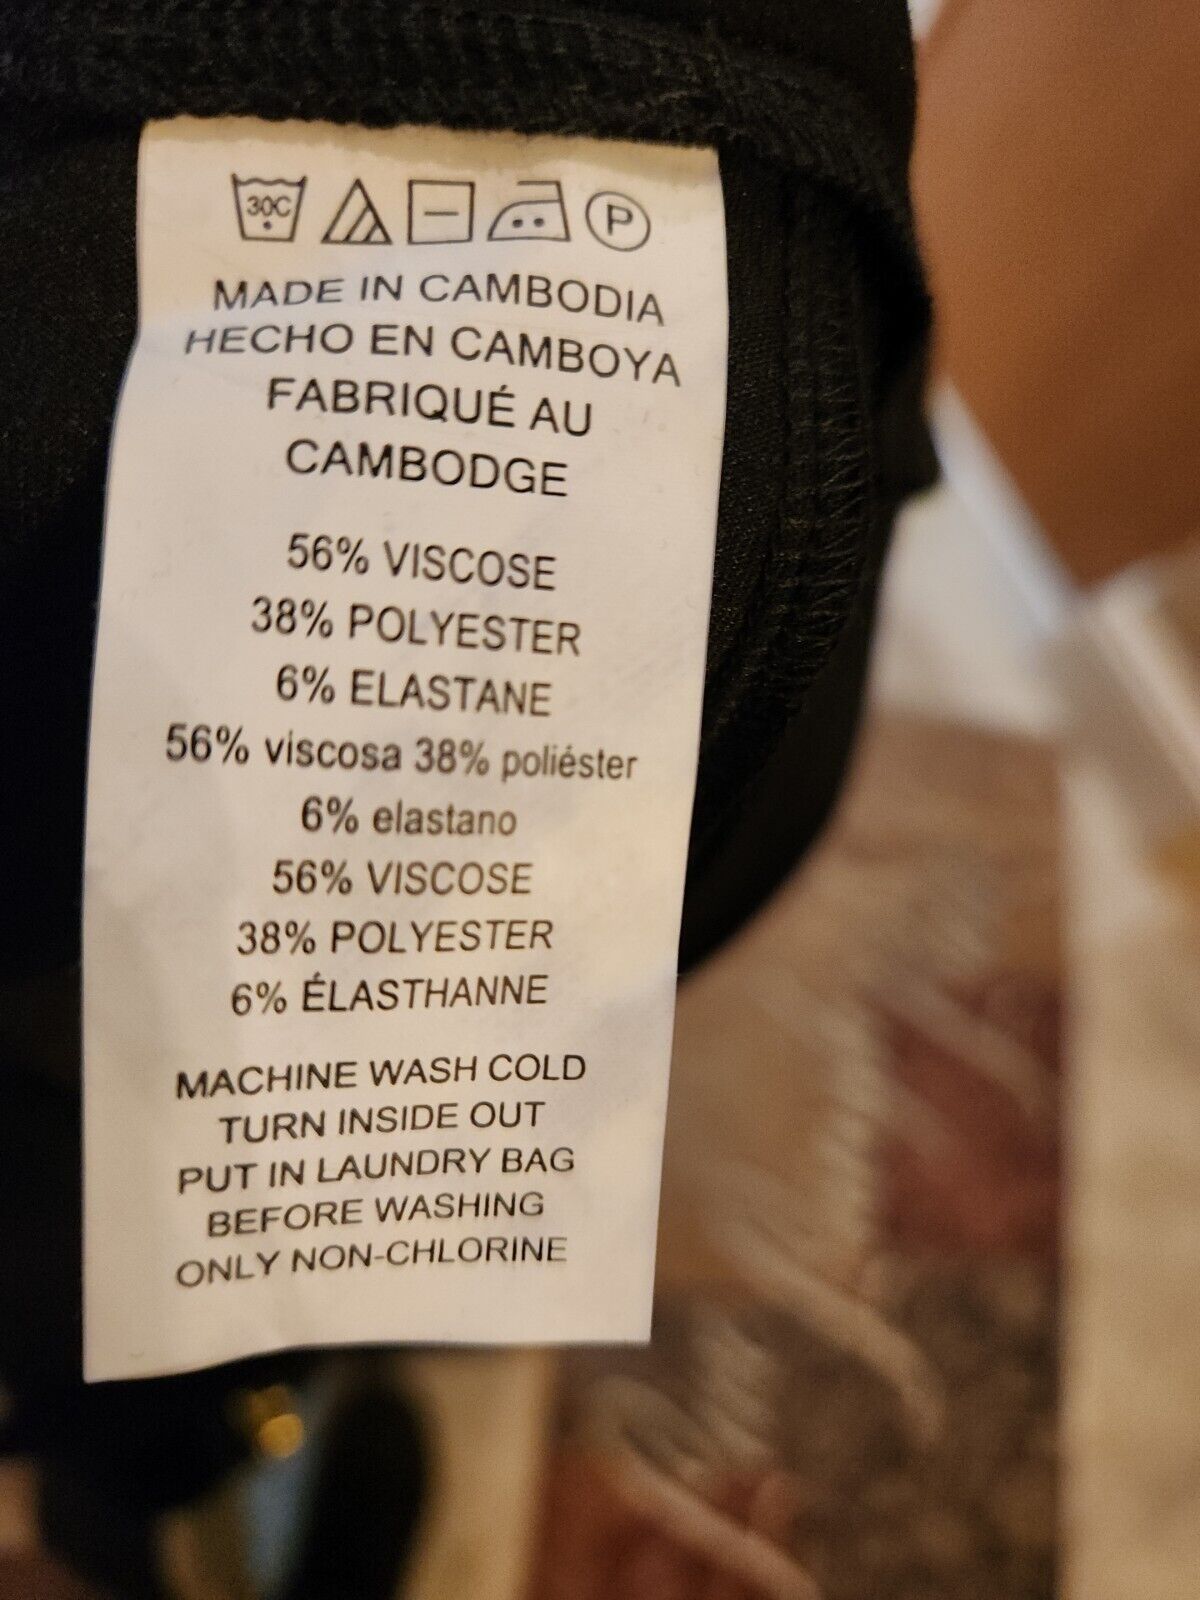 30C
P
MADE IN CAMBODIA
HECHO EN CAMBOYA
FABRIQUÉ AU
CAMBODGE
56% VISCOSE
38% POLYESTER
6% ELASTANE
56% viscosa 38% poliéster
6% elastano
56% VISCOSE
38% POLYESTER
6% ÉLASTHANNE
MACHINE WASH COLD
TURN INSIDE OUT
PUT IN LAUNDRY BAG
BEFORE WASHING
ONLY NON-CHLORINE